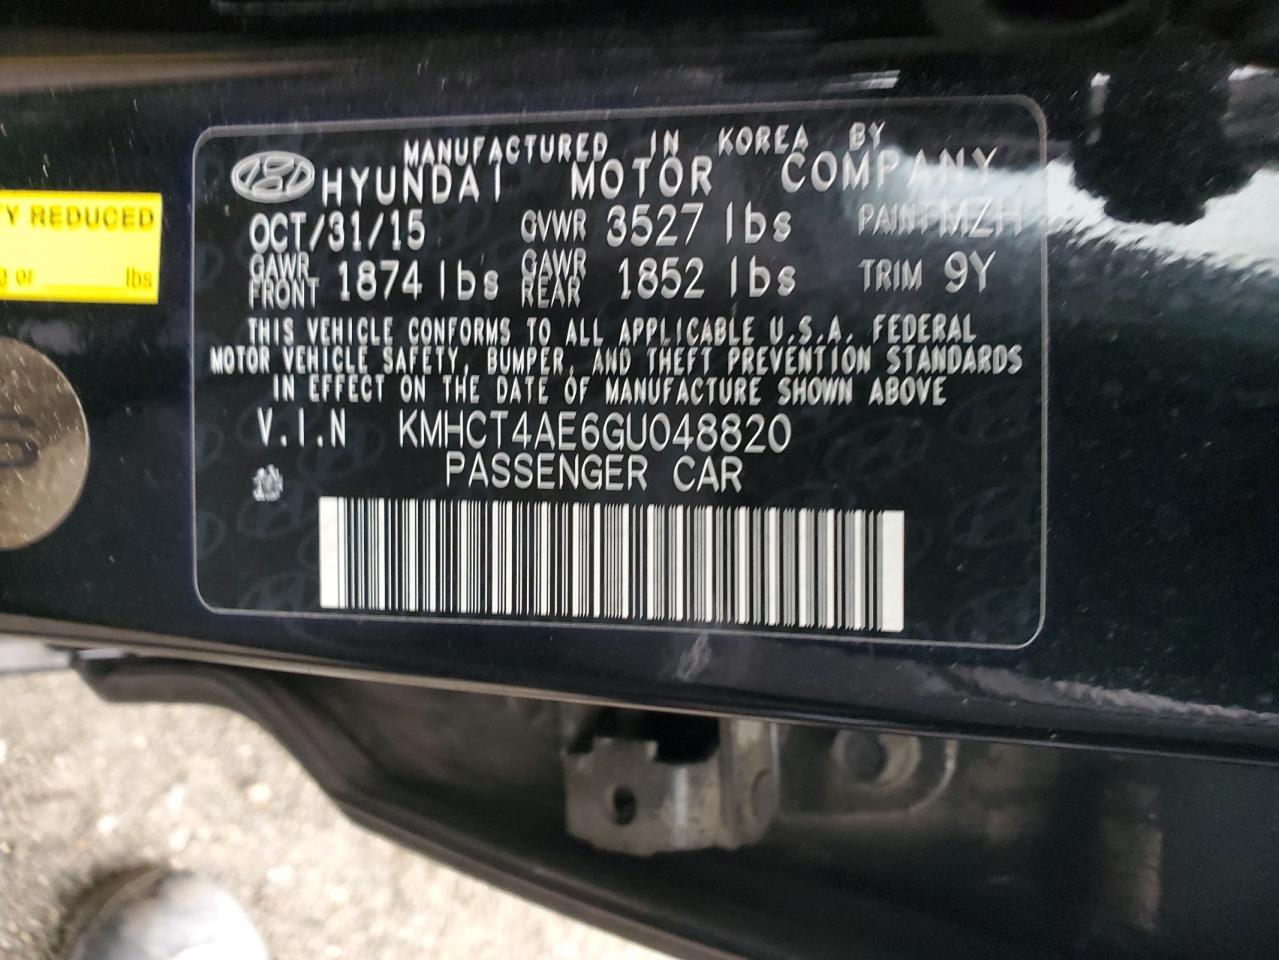 MANUFACTURED IN KOREA BY
HYUNDAI MOTOR COMPANY
OCT/31/15 GVWR 3527 lbs PAINT MZH
GAWR FRONT 1874 lbs GAWR REAR 1852 lbs TRIM 9Y
THIS VEHICLE CONFORMS TO ALL APPLICABLE U.S.A. FEDERAL
MOTOR VEHICLE SAFETY, BUMPER, AND THEFT PREVENTION STANDARDS
IN EFFECT ON THE DATE OF MANUFACTURE SHOWN ABOVE
V.I.N KMHCT4AE6GU048820
PASSENGER CAR
REDUCED
or lbs